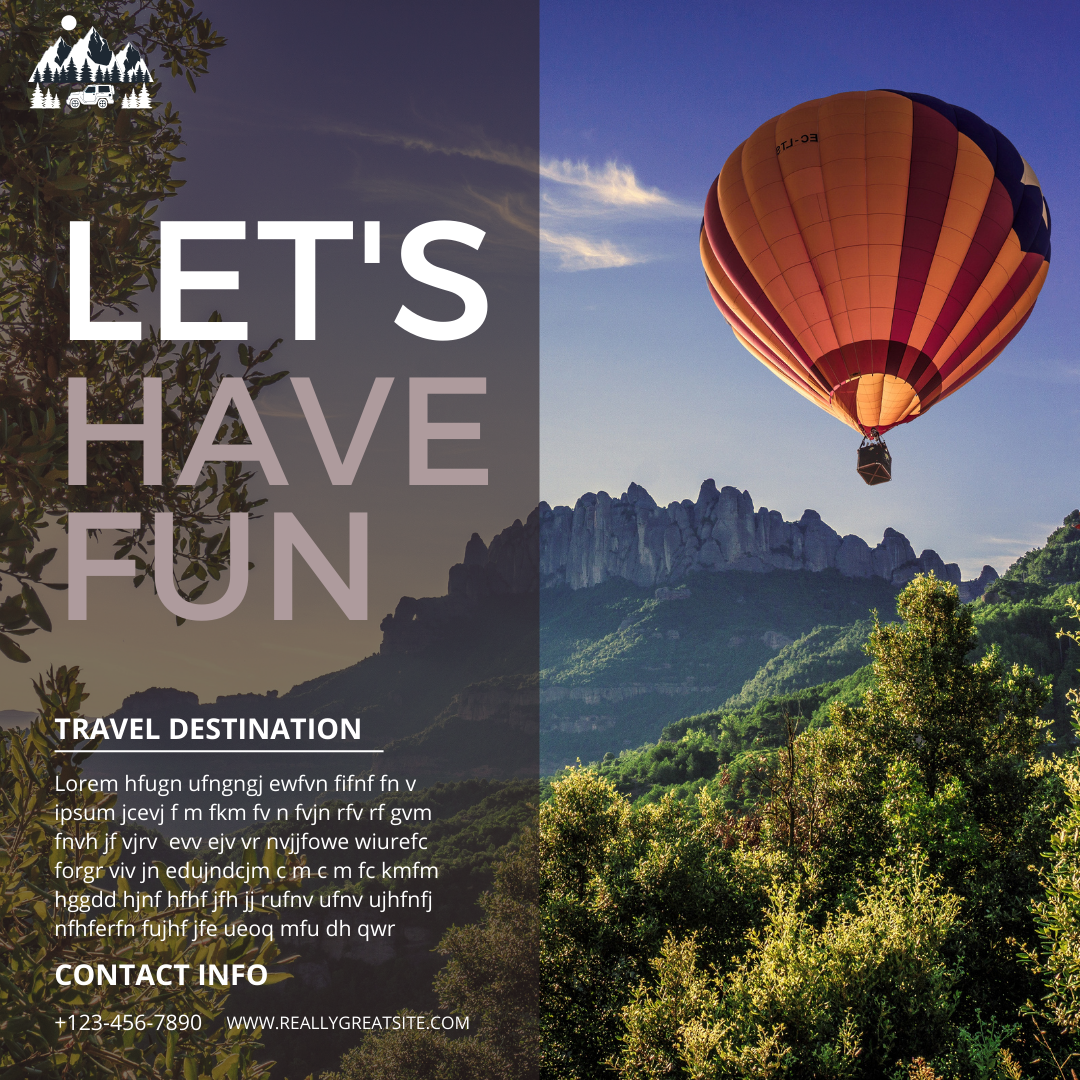 LET'S
HAVE
FUN
TRAVEL DESTINATION
Lorem hfugn ufngngj ewfvn fifnf fn v
ipsum jcevj f m fkm fv n fvjn rfv rf gvm
fnvh jf vjrv  evv ejv vr nvjjfowe wiurefc
forgr viv jn edujndcjm c m c m fc kmfm
hggdd hjnf hfhf jfh jj rufnv ufnv ujhfnfj
nfhferfn fujhf jfe ueoq mfu dh qwr
CONTACT INFO
+123-456-7890 WWW.REALLYGREATSITE.COM